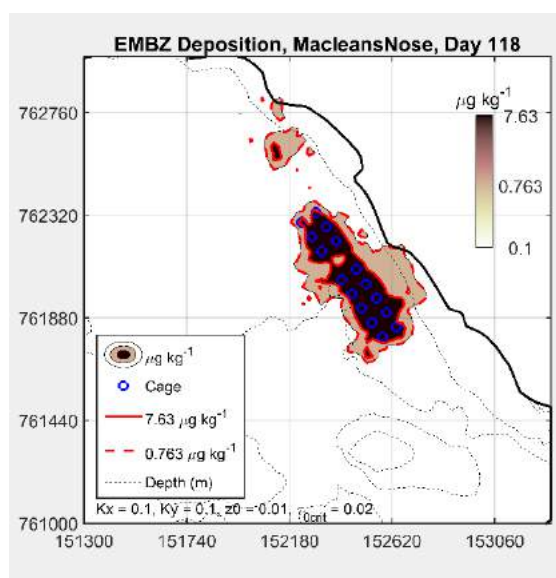 EMBZ Deposition, MacleansNose, Day 118
µg kg-1
7.63
0.763
0.1
762760
762320
761880
761440
761000
µg kg-1
Cage
7.63 µg kg-1
0.763 µg kg-1
Depth (m)
Kx = 0.1, Ky = 0.1, z0 = 0.01, 0crit = 0.02
151300 151740 152180 152620 153060